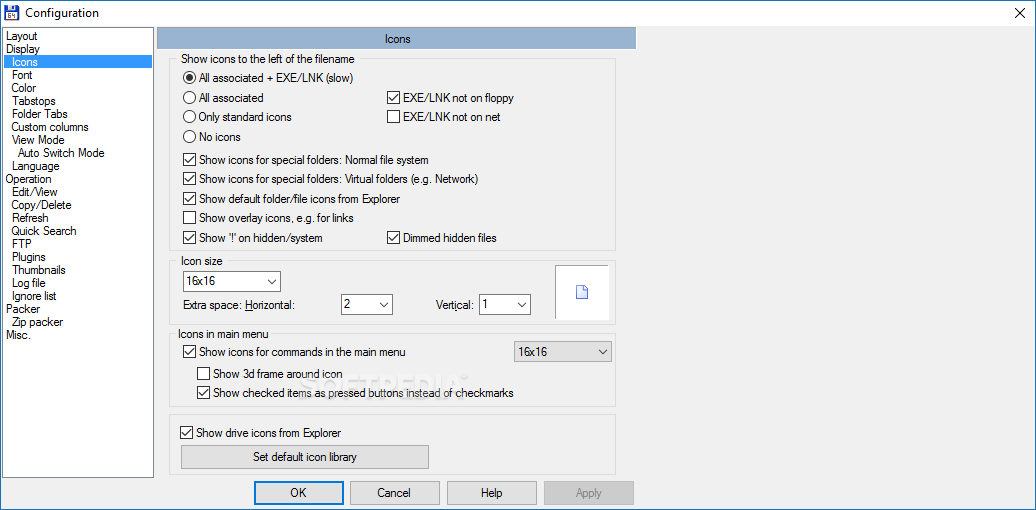 64
Configuration
Layout
Display
Icons
Font
Color
Tabstops
Folder Tabs
Custom columns
View Mode
Auto Switch Mode
Language
Operation
Edit/View
Copy/Delete
Refresh
Quick Search
FTP
Plugins
Thumbnails
Log file
Ignore list
Packer
Zip packer
Misc.
Icons
Show icons to the left of the filename
All associated + EXE/LNK (slow)
All associated
EXE/LNK not on floppy
Only standard icons
EXE/LNK not on net
No icons
Show icons for special folders: Normal file system
Show icons for special folders: Virtual folders (e.g. Network)
Show default folder/file icons from Explorer
Show overlay icons, e.g. for links
Show '!' on hidden/system
Dimmed hidden files
Icon size
16x16
Extra space: Horizontal:
2
Vertical:
1
Icons in main menu
Show icons for commands in the main menu
16x16
Show 3d frame around icon
SOFTPEDIA
Show checked items as pressed buttons instead of checkmarks
Show drive icons from Explorer
Set default icon library
OK
Cancel
Help
Apply